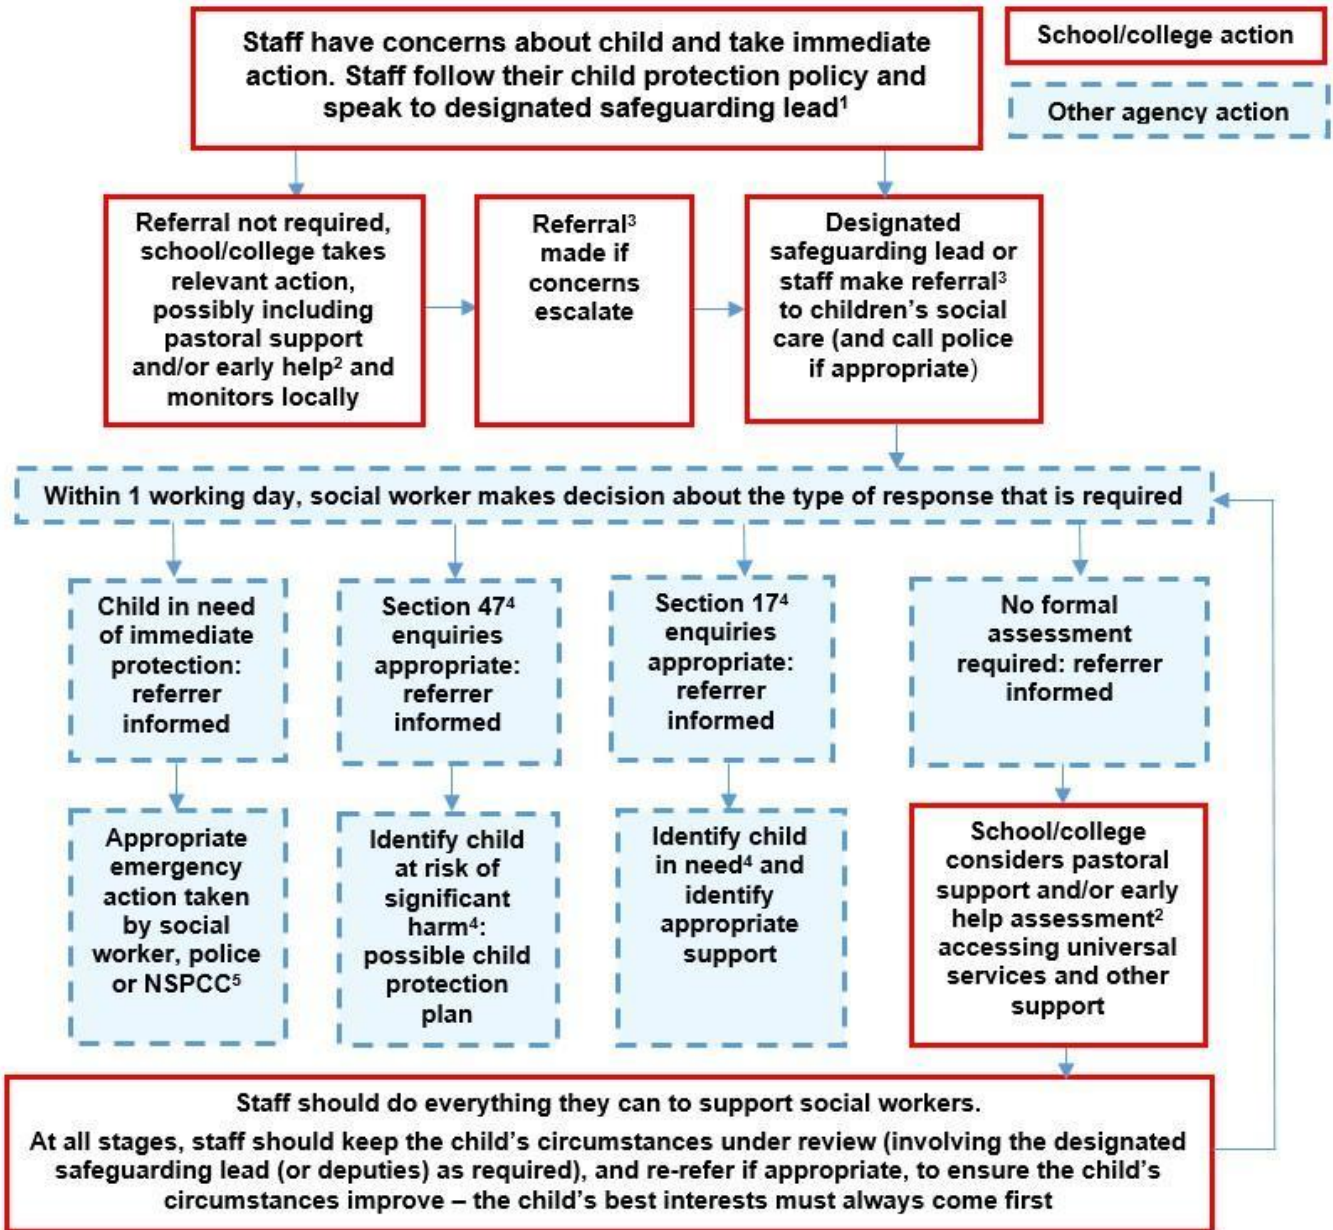 Staff have concerns about child and take immediate
action. Staff follow their child protection policy and
speak to designated safeguarding lead¹
School/college action
Other agency action
Referral not required,
school/college takes
relevant action,
possibly including
pastoral support
and/or early help² and
monitors locally
Referral³
made if
concerns
escalate
Designated
safeguarding lead or
staff make referral³
to children’s social
care (and call police
if appropriate)
Within 1 working day, social worker makes decision about the type of response that is required
Child in need
of immediate
protection:
referrer
informed
Section 47⁴
enquiries
appropriate:
referrer
informed
Section 17⁴
enquiries
appropriate:
referrer
informed
No formal
assessment
required: referrer
informed
Appropriate
emergency
action taken
by social
worker, police
or NSPCC⁵
Identify child
at risk of
significant
harm⁴:
possible child
protection
plan
Identify child
in need⁴ and
identify
appropriate
support
School/college
considers pastoral
support and/or early
help assessment²
accessing universal
services and other
support
Staff should do everything they can to support social workers.
At all stages, staff should keep the child’s circumstances under review (involving the designated
safeguarding lead (or deputies) as required), and re-refer if appropriate, to ensure the child’s
circumstances improve – the child’s best interests must always come first